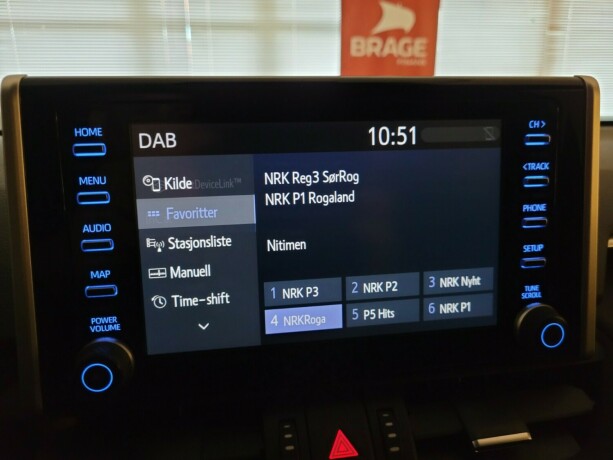 BRAGE
HOME
MENU
AUDIO
MAP
POWER
VOLUME
DAB
10:51
Kilde
DeviceLink™
Favoritter
Stasjonsliste
Manuell
Time-shift
NRK Reg3 SørRog
NRK P1 Rogaland
Nitimen
1 NRK P3
2 NRK P2
3 NRK Nyht
4 NRKRoga
5 P5 Hits
6 NRK P1
CH >
< TRACK
PHONE
SETUP
TUNE
SCROLL